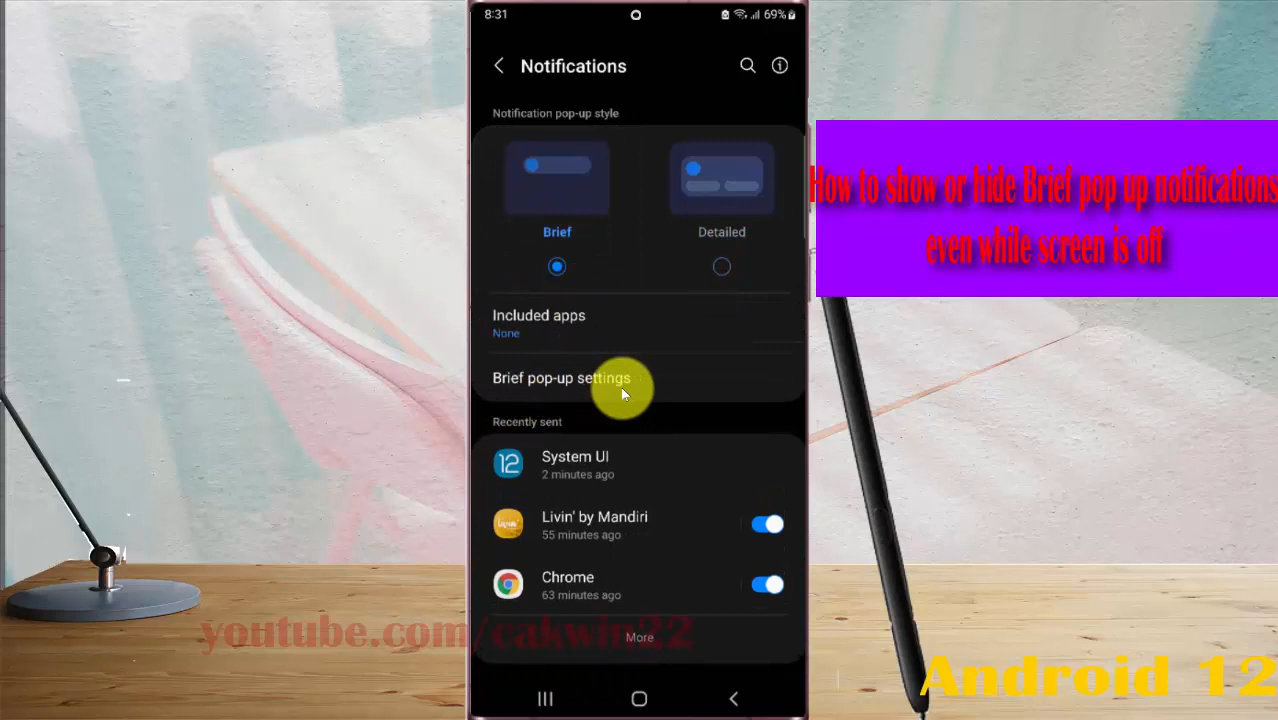 8:31
69%
Notifications
Notification pop-up style
Brief
Detailed
Included apps
None
Brief pop-up settings
Recently sent
12
System UI
2 minutes ago
livin'
Livin' by Mandiri
55 minutes ago
Chrome
63 minutes ago
More
How to show or hide Brief pop up notifications
even while screen is off
youtube.com/cakwin22
Android 12